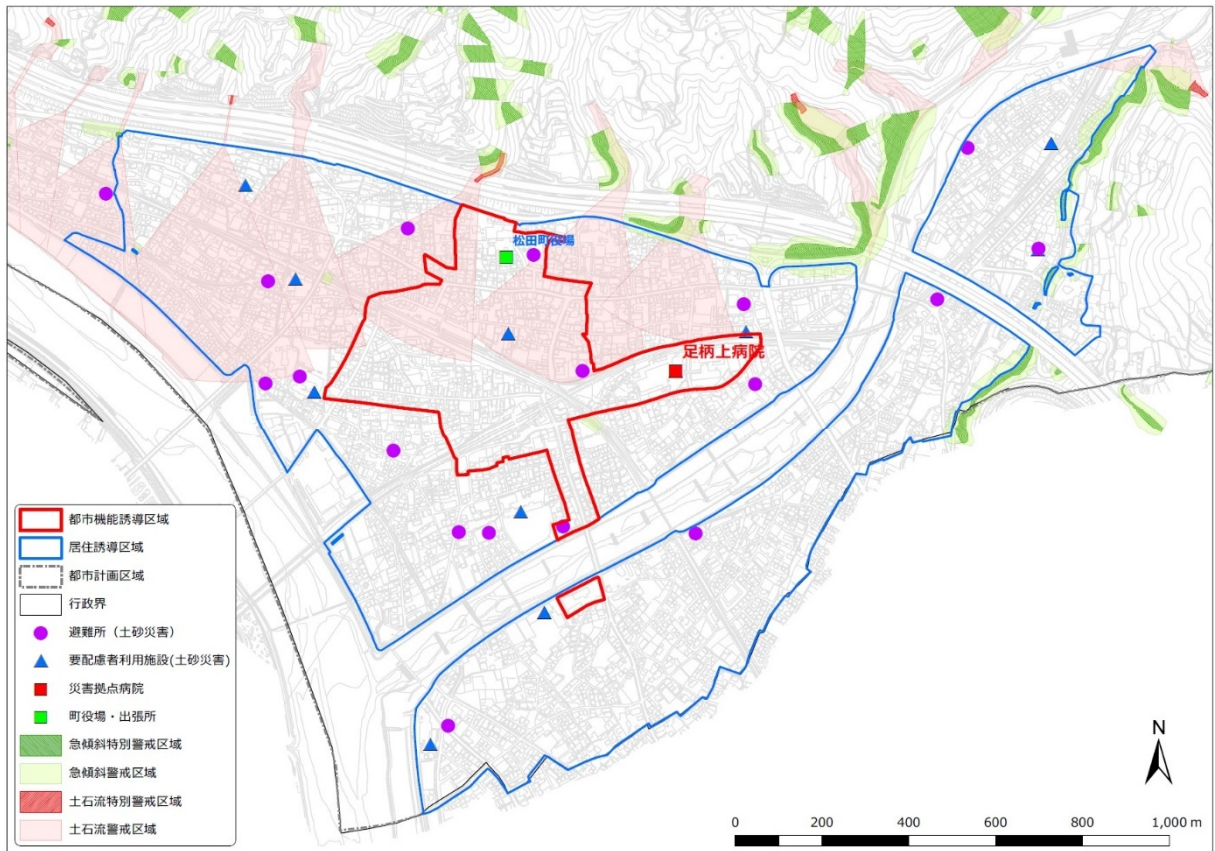 松田町役場
足柄上病院
都市機能誘導区域
居住誘導区域
都市計画区域
行政界
避難所（土砂災害）
要配慮者利用施設(土砂災害)
災害拠点病院
町役場・出張所
急傾斜特別警戒区域
急傾斜警戒区域
土石流特別警戒区域
土石流警戒区域
N
0 200 400 600 800 1,000 m